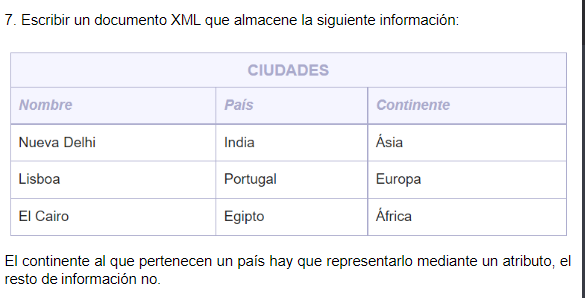 7. Escribir un documento XML que almacene la siguiente información:
CIUDADES
Nombre País Continente
Nueva Delhi India Ásia
Lisboa Portugal Europa
El Cairo Egipto África
El continente al que pertenecen un país hay que representarlo mediante un atributo, el
resto de información no.